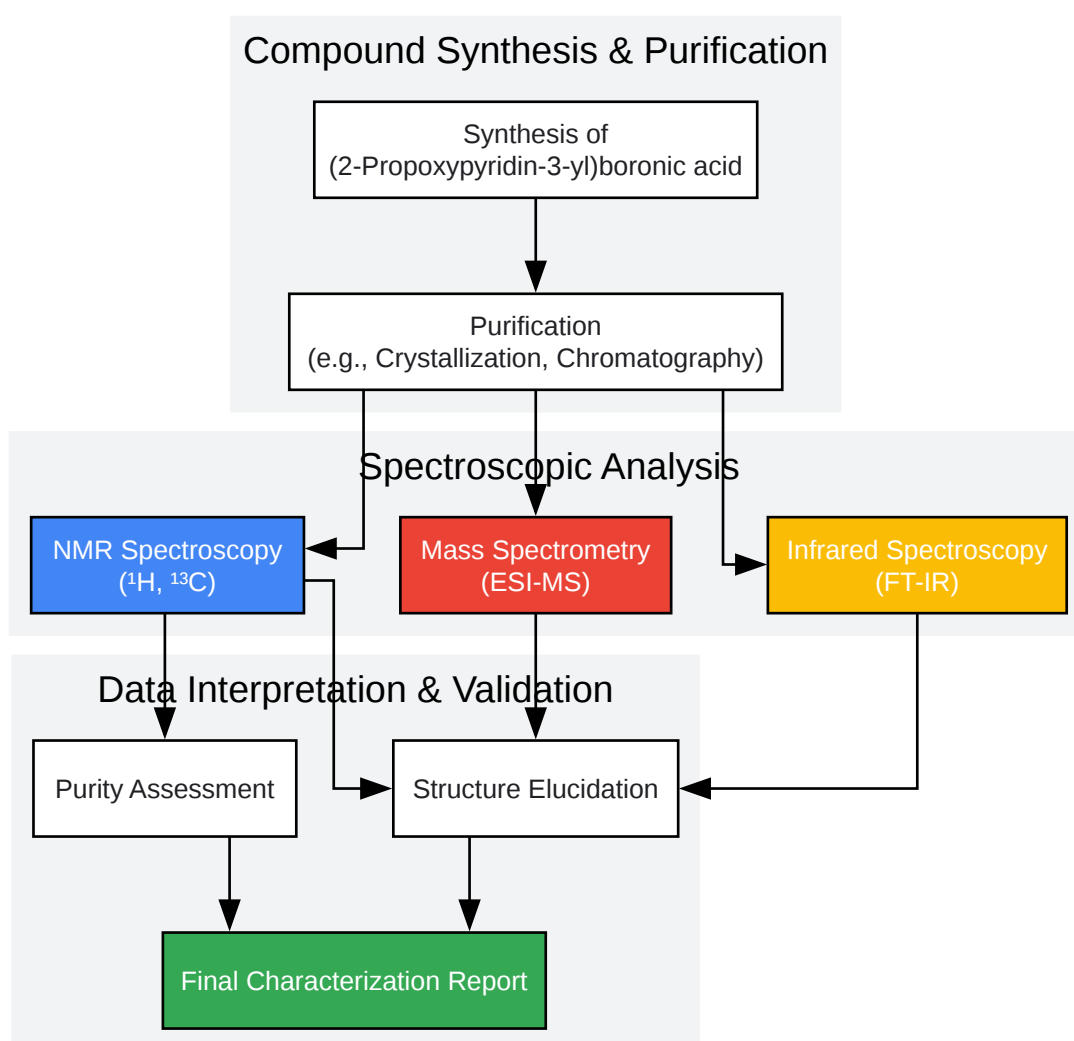 Compound Synthesis & Purification
Synthesis of
(2-Propoxypyridin-3-yl)boronic acid
Purification
(e.g., Crystallization, Chromatography)
Spectroscopic Analysis
NMR Spectroscopy
(¹H, ¹³C)
Mass Spectrometry
(ESI-MS)
Infrared Spectroscopy
(FT-IR)
Data Interpretation & Validation
Purity Assessment
Structure Elucidation
Final Characterization Report